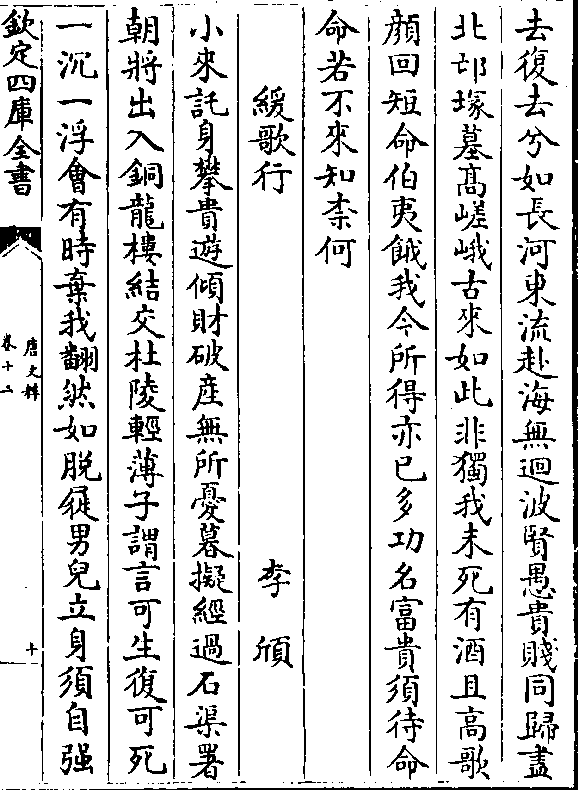 去復去兮如長河東流赴海無迴波賢愚貴賤同歸盡
北邙塚墓髙嵯峨古來如此非獨我未死有酒且高歌
顔回短命伯夷餓我今所得亦已多功名富貴須待命
命若不來知柰何
緩歌行 李頎
小來託身攀貴遊傾財破産無所憂暮擬經過石渠署
朝將出入銅龍樓結交杜陵輕薄子謂言可生復可死
一沉一浮會有時棄我翻然如脱屣男兒立身須自强
欽定四庫全書
唐文粹
卷十二
十